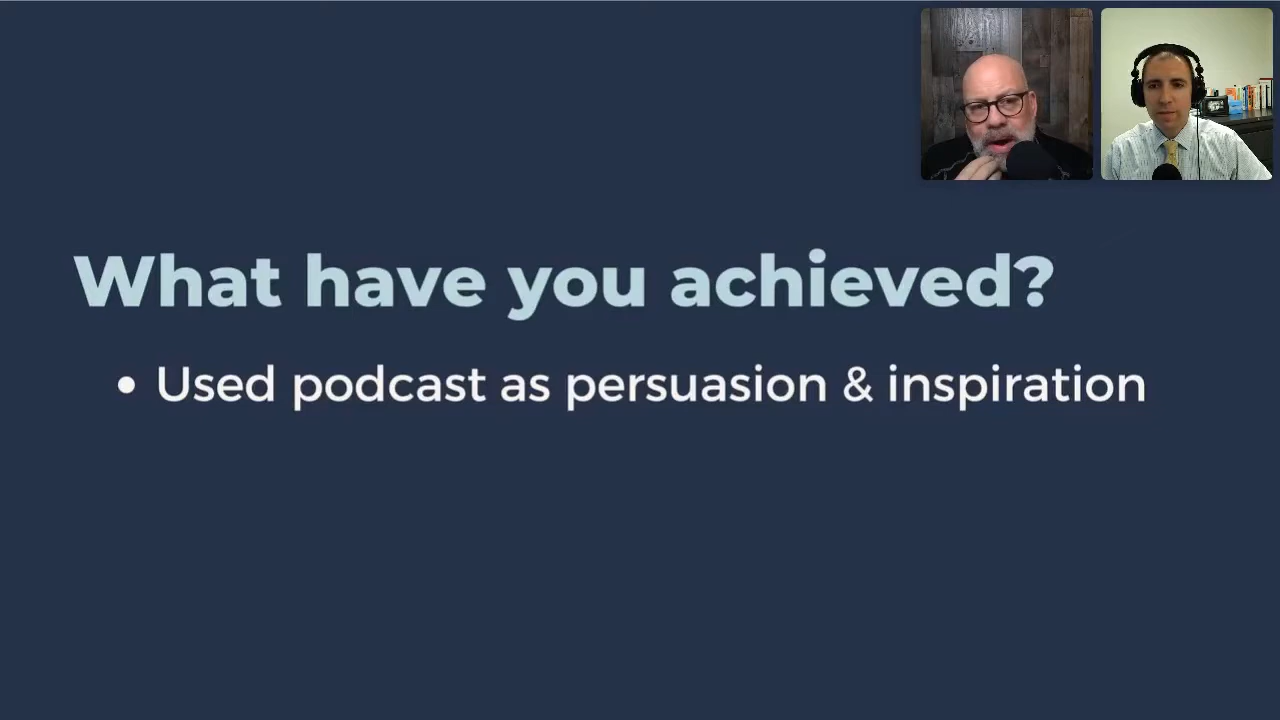 What have you achieved?
• Used podcast as persuasion & inspiration